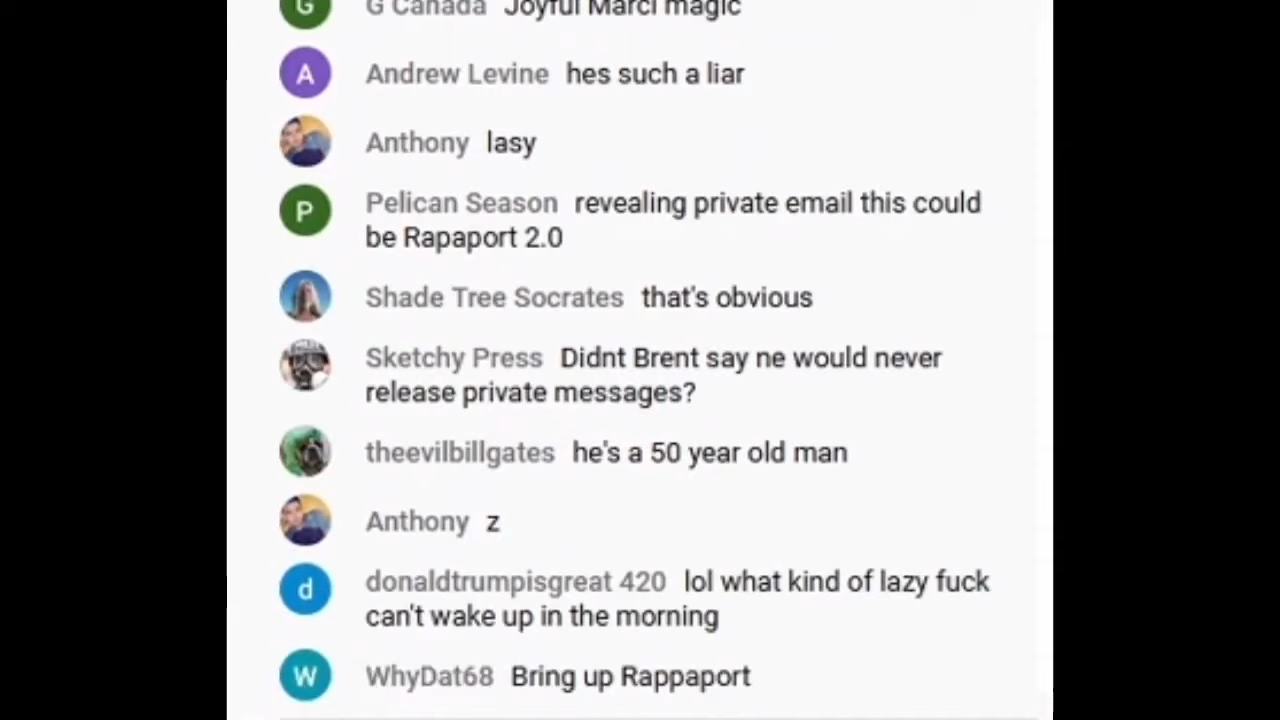 G G Canada Joyful Marci magic
A Andrew Levine hes such a liar
Anthony lasy
P Pelican Season revealing private email this could
be Rapaport 2.0
Shade Tree Socrates that's obvious
Sketchy Press Didnt Brent say ne would never
release private messages?
theevilbillgates he's a 50 year old man
Anthony z
d donaldtrumpisgreat 420 lol what kind of lazy fuck
can't wake up in the morning
W WhyDat68 Bring up Rappaport